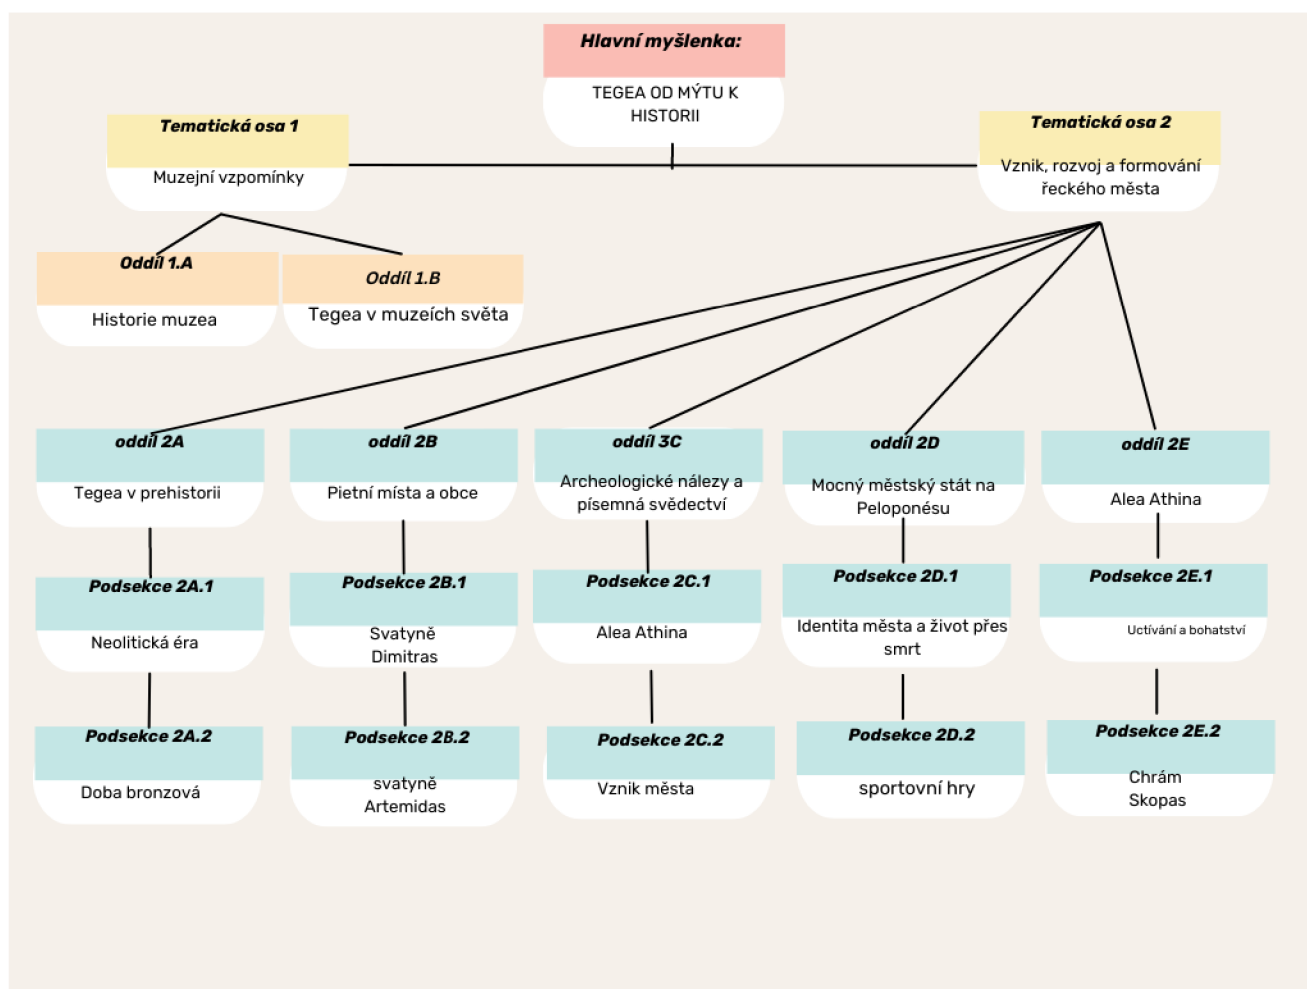 Hlavní myšlenka:
TEGEA OD MÝTU K
HISTORII
Tematická osa 1
Muzejní vzpomínky
Tematická osa 2
Vznik, rozvoj a formování
řeckého města
Oddíl 1.A
Historie muzea
Oddíl 1.B
Tegea v muzeích světa
oddíl 2A
Tegea v prehistorii
oddíl 2B
Pietní místa a obce
oddíl 3C
Archeologické nálezy a
písemná svědectví
oddíl 2D
Mocný městský stát na
Peloponésu
oddíl 2E
Alea Athina
Podsekce 2A.1
Neolitická éra
Podsekce 2B.1
Svatyně
Dimitras
Podsekce 2C.1
Alea Athina
Podsekce 2D.1
Identita města a život přes
smrt
Podsekce 2E.1
Uctívání a bohatství
Podsekce 2A.2
Doba bronzová
Podsekce 2B.2
svatyně
Artemidas
Podsekce 2C.2
Vznik města
Podsekce 2D.2
sportovní hry
Podsekce 2E.2
Chrám
Skopas